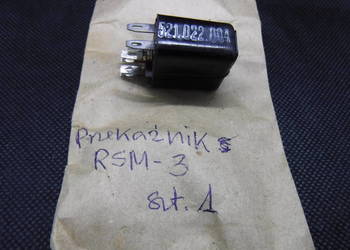 521.022.004
Przekaźnik
RSM-3
szt. 1